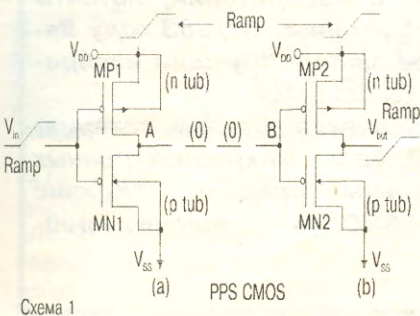 Ramp
V_DD V_DD
MP1 MP2
(n tub) (n tub)
V_in A (0) (0) B V_out
Ramp
(p tub) (p tub)
MN1 MN2
V_SS V_SS
(a) PPS CMOS (b)
Схема 1